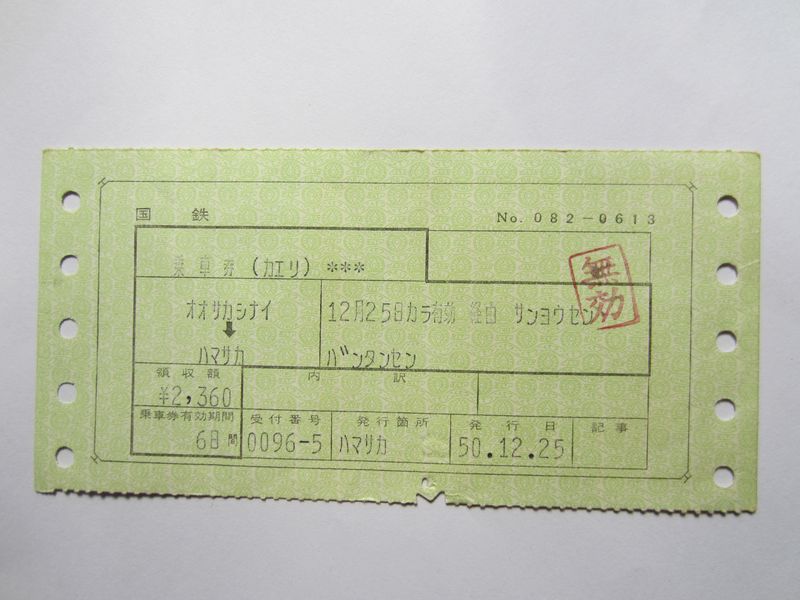 国鉄
No. 082-0613
乗車券 (カエリ) ***
オオサカシナイ
↓
ハマサカ
12月25日カラ有効 経由 サンヨウセン
バンタンセン
無効
領収額
¥2,360
内訳
乗車券有効期間
6日間
受付番号
0096-5
発行箇所
ハマサカ
発行日
50.12.25
記事